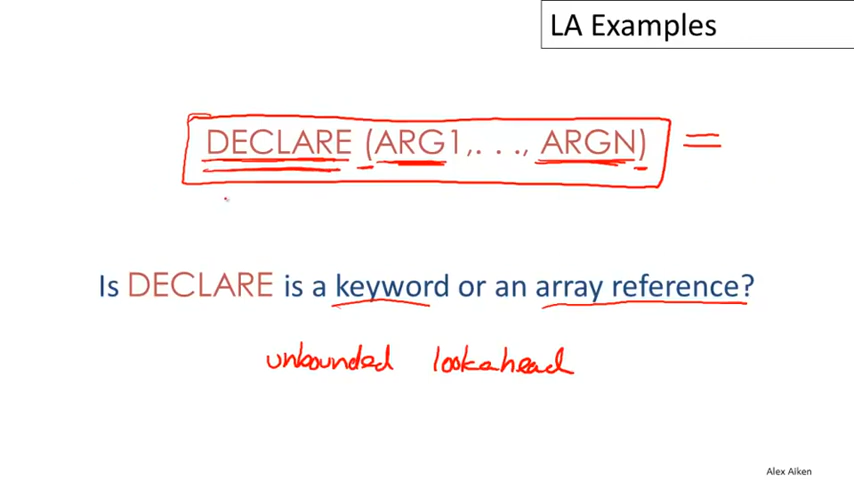 LA Examples
DECLARE (ARG1,. . ., ARGN) =
Is DECLARE is a keyword or an array reference?
unbounded lookahead
Alex Aiken